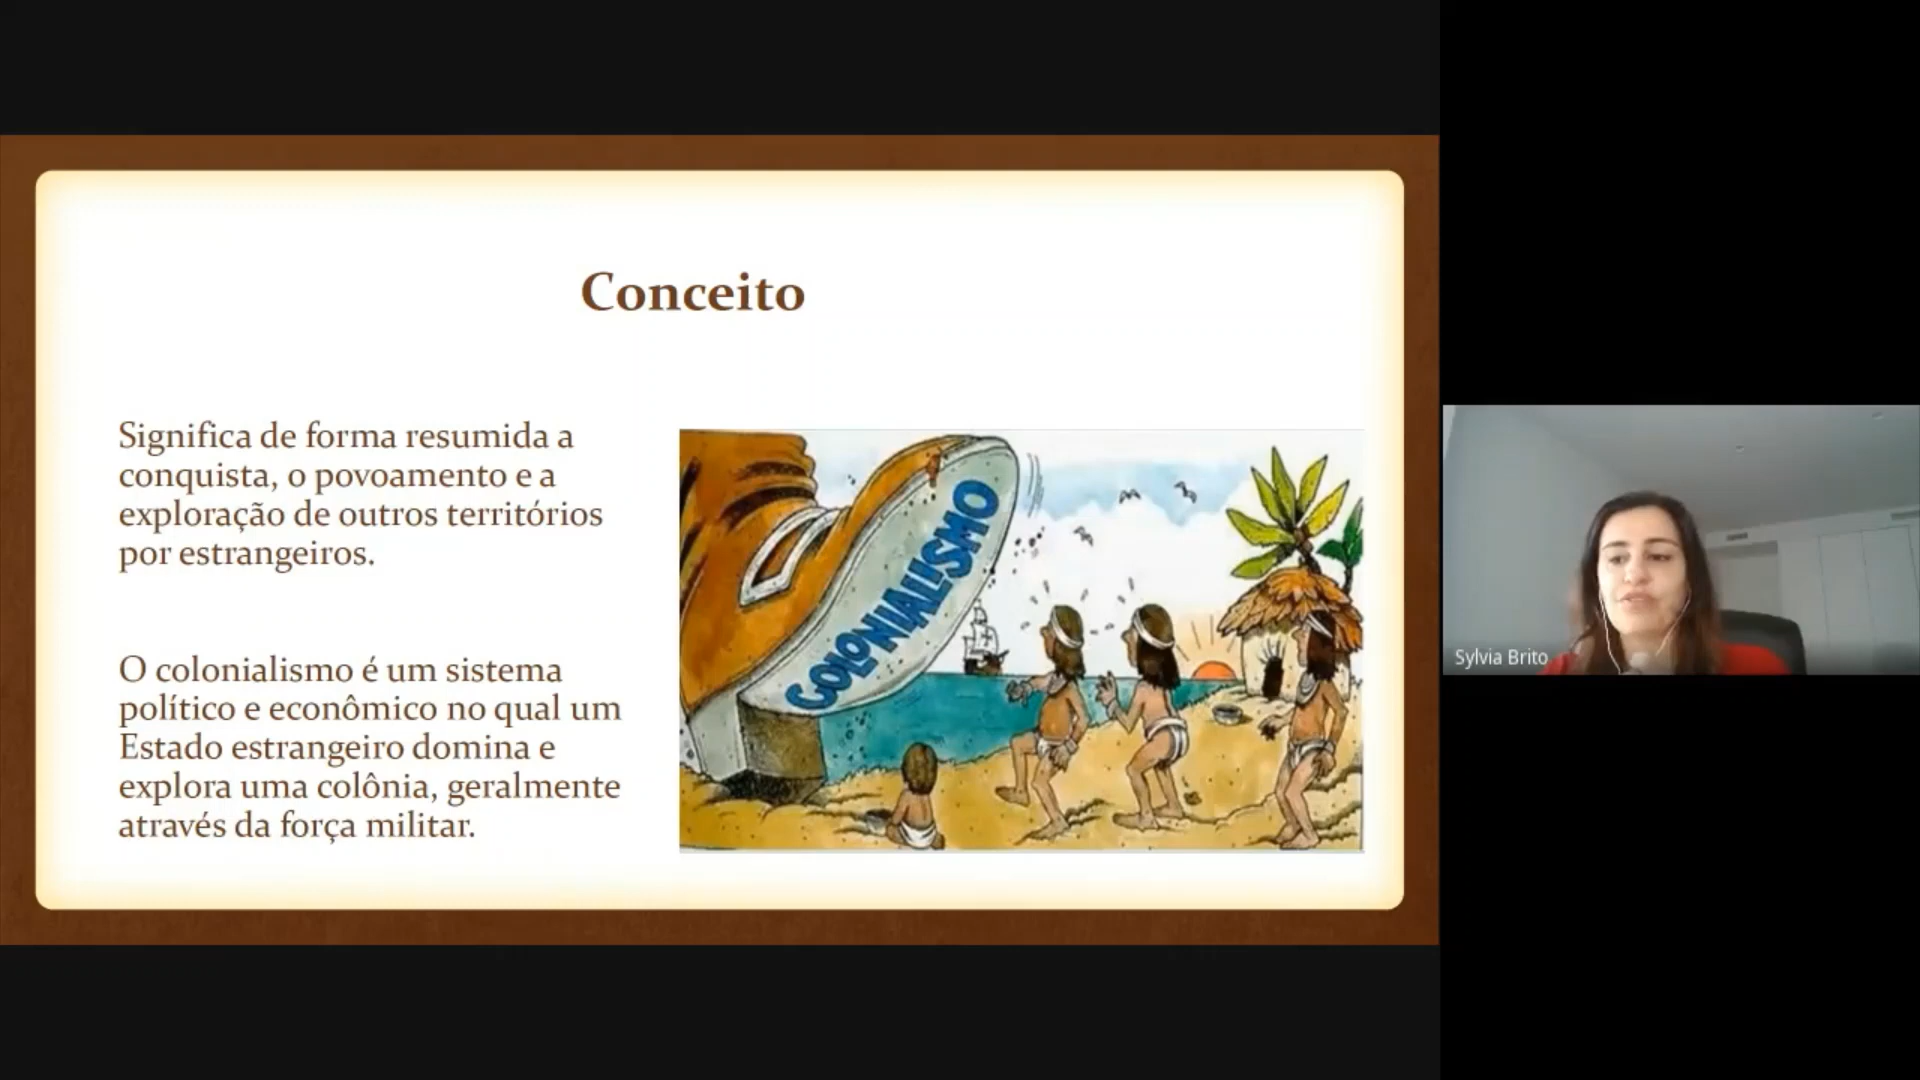 Conceito
Significa de forma resumida a
conquista, o povoamento e a
exploração de outros territórios
por estrangeiros.
O colonialismo é um sistema
político e econômico no qual um
Estado estrangeiro domina e
explora uma colônia, geralmente
através da força militar.
COLONIALISMO
Sylvia Brito